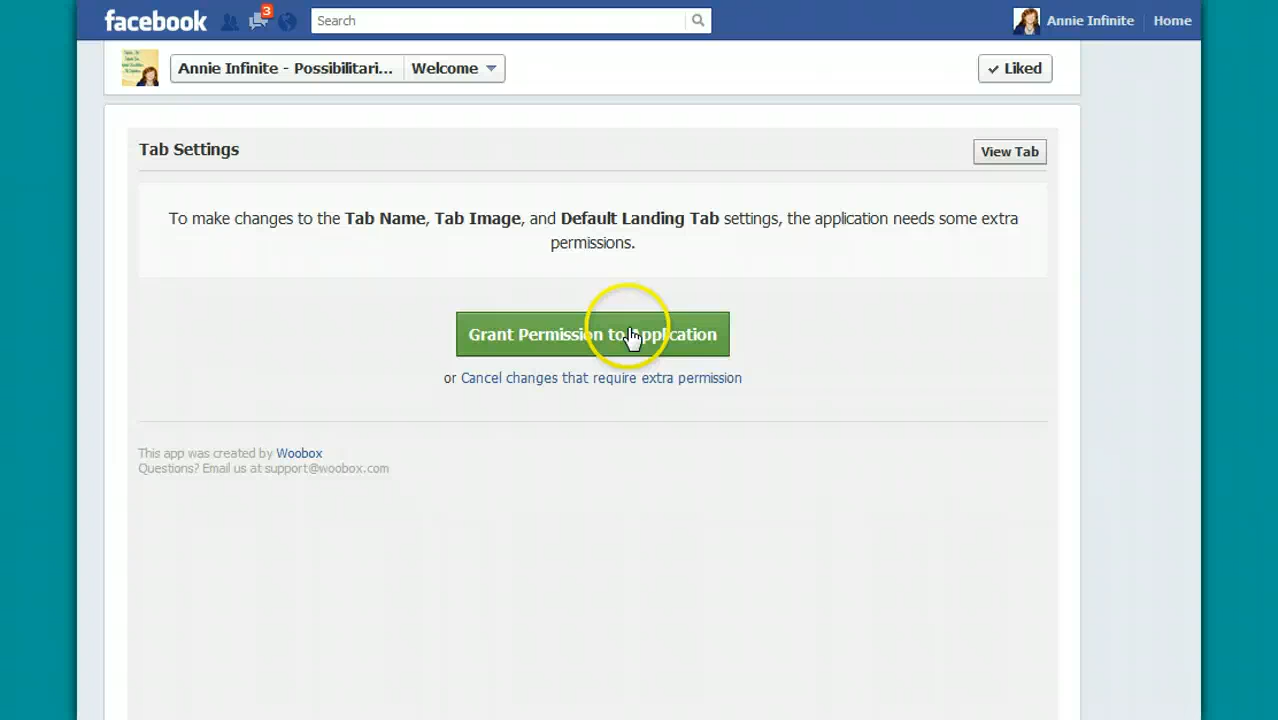 facebook
3
Search
Annie Infinite
Home
Annie Infinite - Possibilitari...
Welcome
Liked
Tab Settings
View Tab
To make changes to the Tab Name, Tab Image, and Default Landing Tab settings, the application needs some extra
permissions.
Grant Permission to Application
or Cancel changes that require extra permission
This app was created by Woobox
Questions? Email us at support@woobox.com